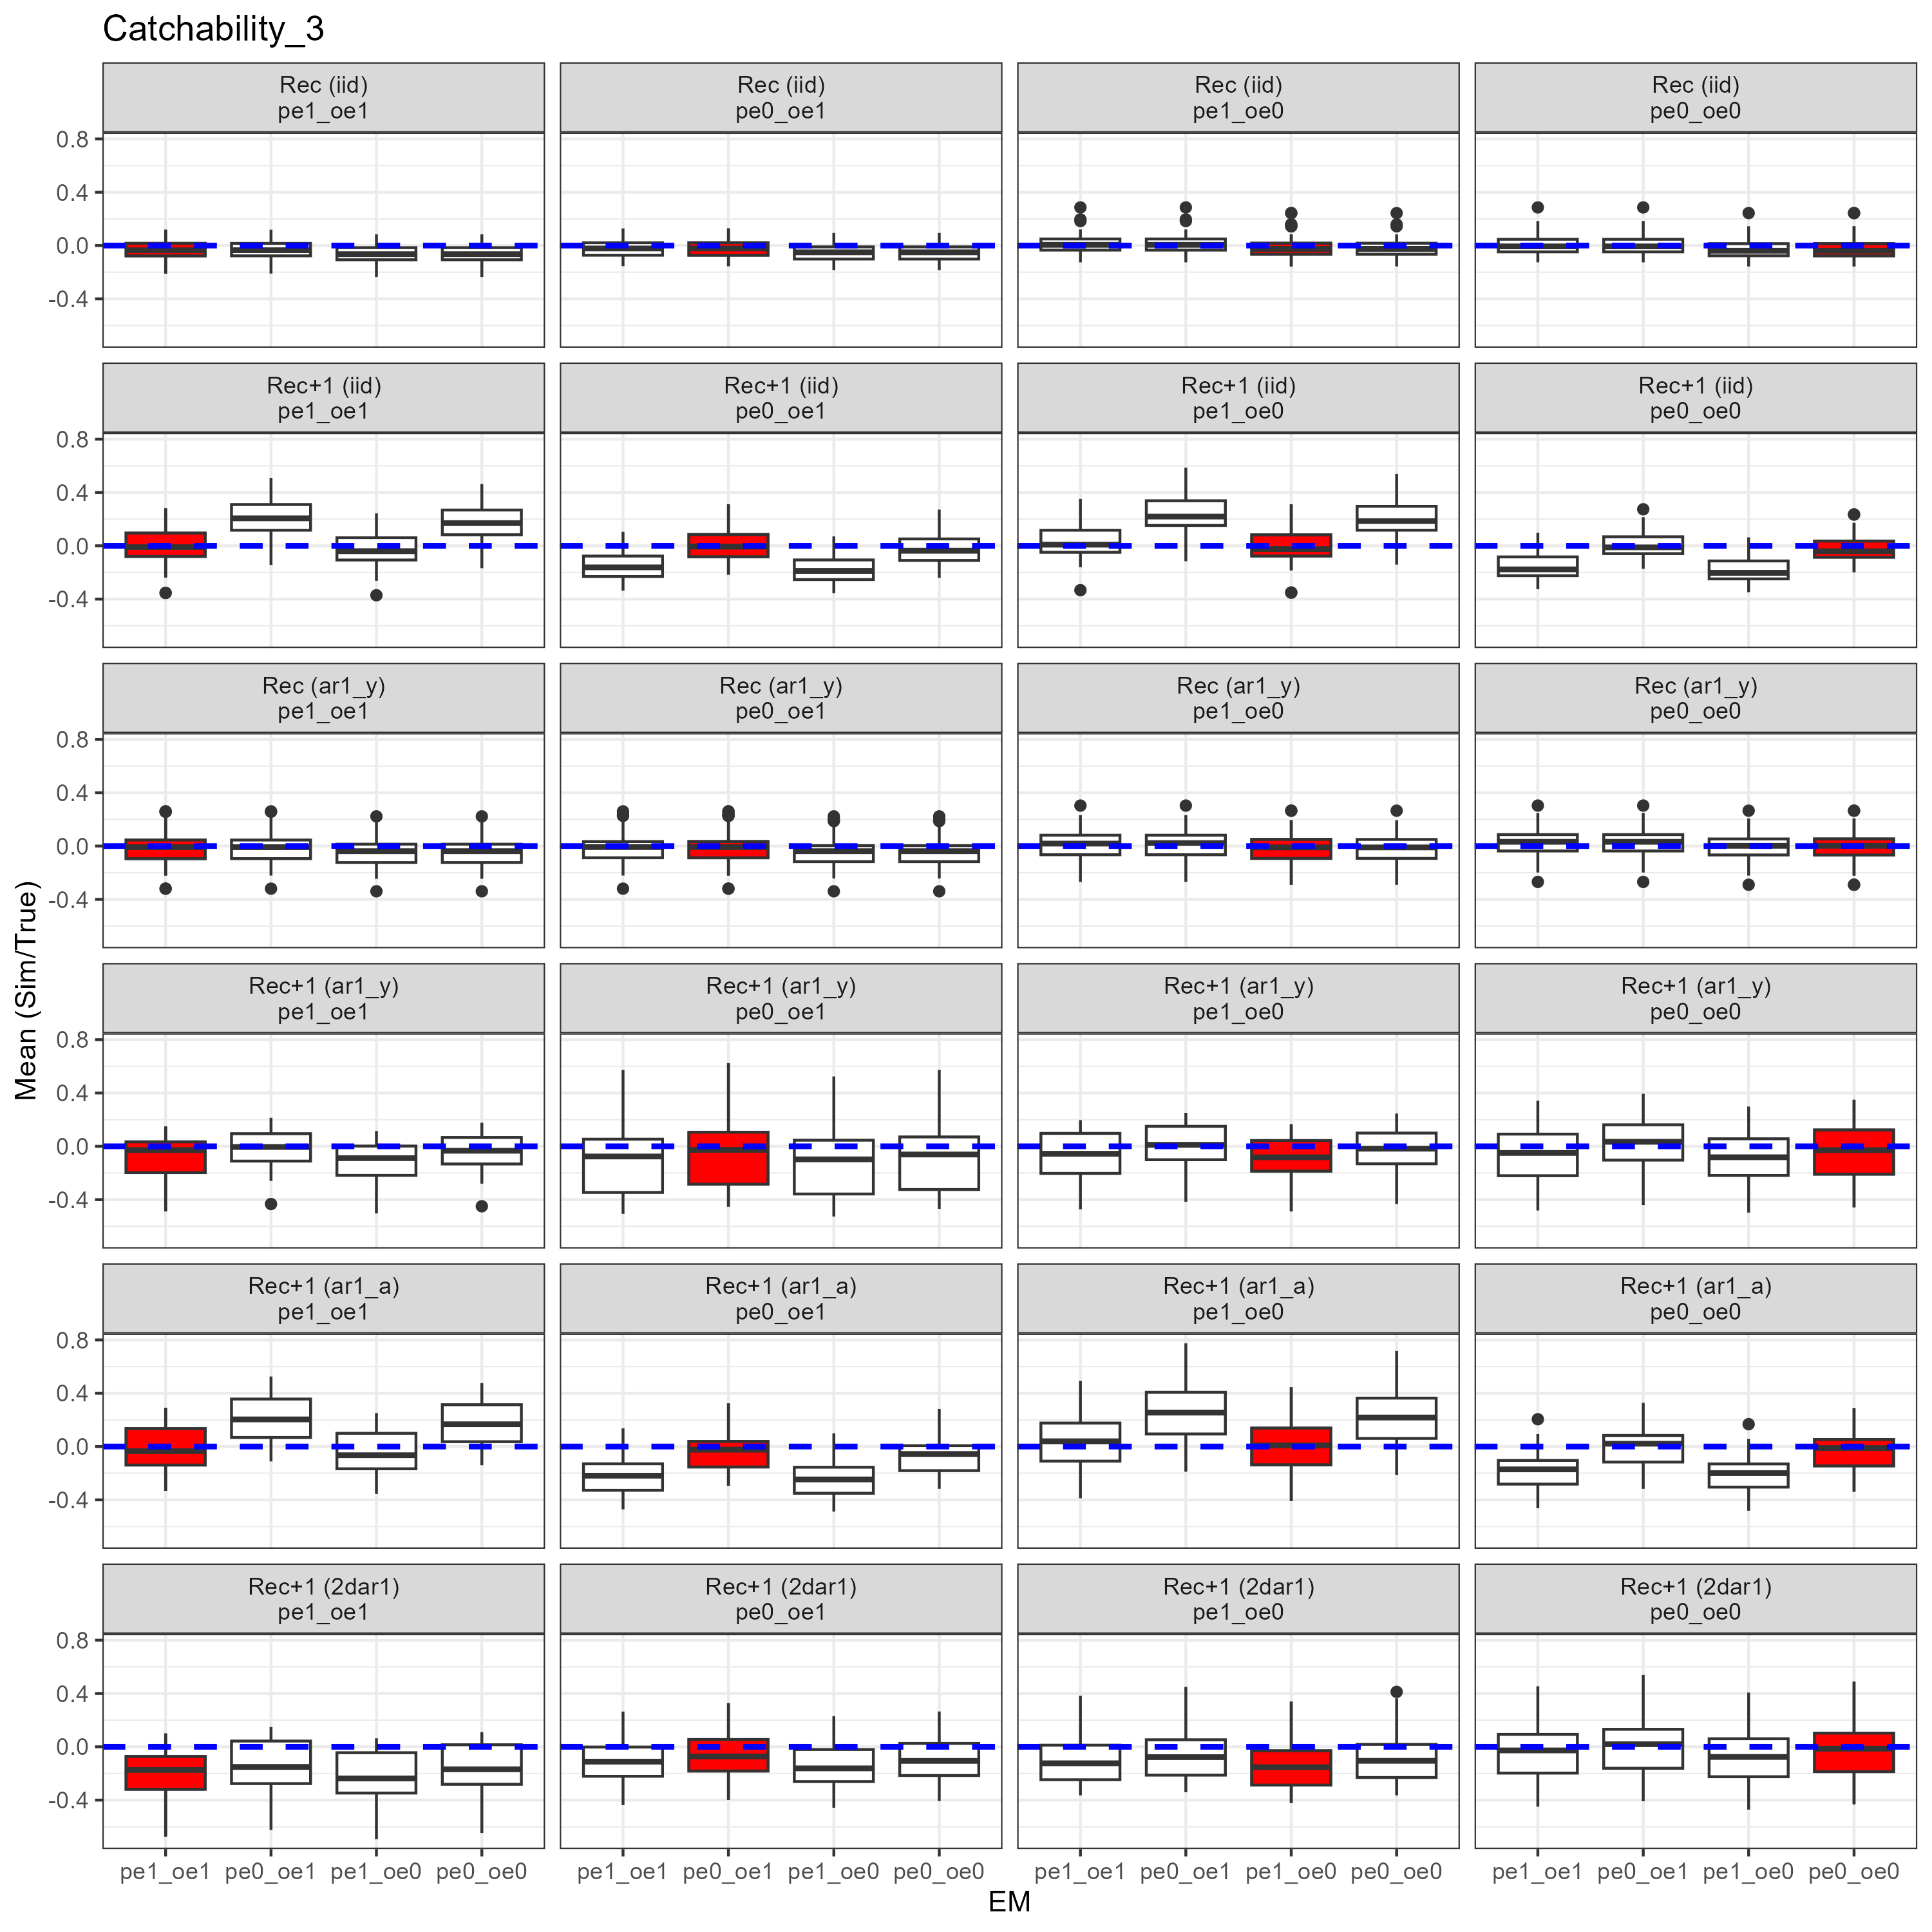 Catchability_3
Rec (iid) Rec (iid) Rec (iid) Rec (iid)
pe1_oe1 pe0_oe1 pe1_oe0 pe0_oe0
0.8
0.4
0.0
-0.4
Rec+1 (iid) Rec+1 (iid) Rec+1 (iid) Rec+1 (iid)
pe1_oe1 pe0_oe1 pe1_oe0 pe0_oe0
0.8
0.4
0.0
-0.4
Rec (ar1_y) Rec (ar1_y) Rec (ar1_y) Rec (ar1_y)
pe1_oe1 pe0_oe1 pe1_oe0 pe0_oe0
0.8
0.4
0.0
-0.4
Mean (Sim/True)
Rec+1 (ar1_y) Rec+1 (ar1_y) Rec+1 (ar1_y) Rec+1 (ar1_y)
pe1_oe1 pe0_oe1 pe1_oe0 pe0_oe0
0.8
0.4
0.0
-0.4
Rec+1 (ar1_a) Rec+1 (ar1_a) Rec+1 (ar1_a) Rec+1 (ar1_a)
pe1_oe1 pe0_oe1 pe1_oe0 pe0_oe0
0.8
0.4
0.0
-0.4
Rec+1 (2dar1) Rec+1 (2dar1) Rec+1 (2dar1) Rec+1 (2dar1)
pe1_oe1 pe0_oe1 pe1_oe0 pe0_oe0
0.8
0.4
0.0
-0.4
pe1_oe1 pe0_oe1 pe1_oe0 pe0_oe0 pe1_oe1 pe0_oe1 pe1_oe0 pe0_oe0 pe1_oe1 pe0_oe1 pe1_oe0 pe0_oe0 pe1_oe1 pe0_oe1 pe1_oe0 pe0_oe0
EM